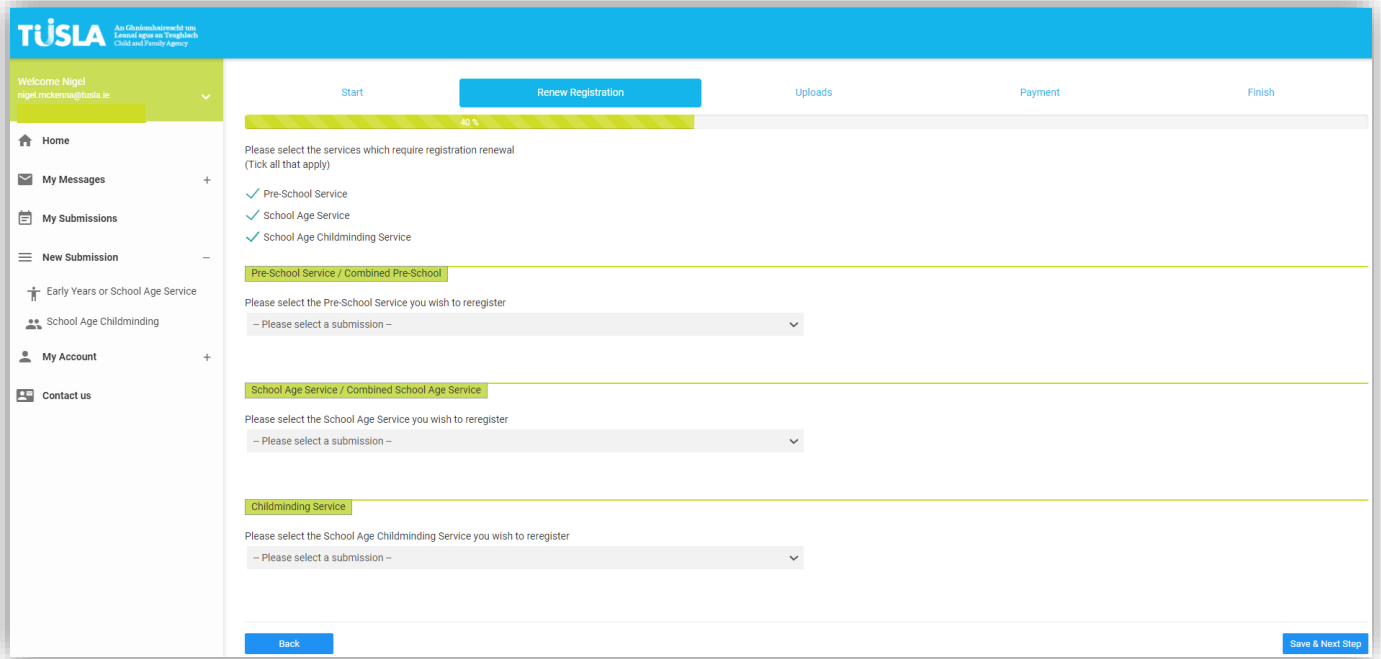 TUSLA
An Ghníomhaireacht um
Leanaí agus an Teaghlach
Child and Family Agency
Welcome Nigel
nigel.mckenna@tusla.ie
Home
My Messages
My Submissions
New Submission
Early Years or School Age Service
School Age Childminding
My Account
Contact us
Start
Renew Registration
Uploads
Payment
Finish
40 %
Please select the services which require registration renewal
(Tick all that apply)
Pre-School Service
School Age Service
School Age Childminding Service
Pre-School Service / Combined Pre-School
Please select the Pre-School Service you wish to reregister
-- Please select a submission --
School Age Service / Combined School Age Service
Please select the School Age Service you wish to reregister
-- Please select a submission --
Childminding Service
Please select the School Age Childminding Service you wish to reregister
-- Please select a submission --
Back
Save & Next Step